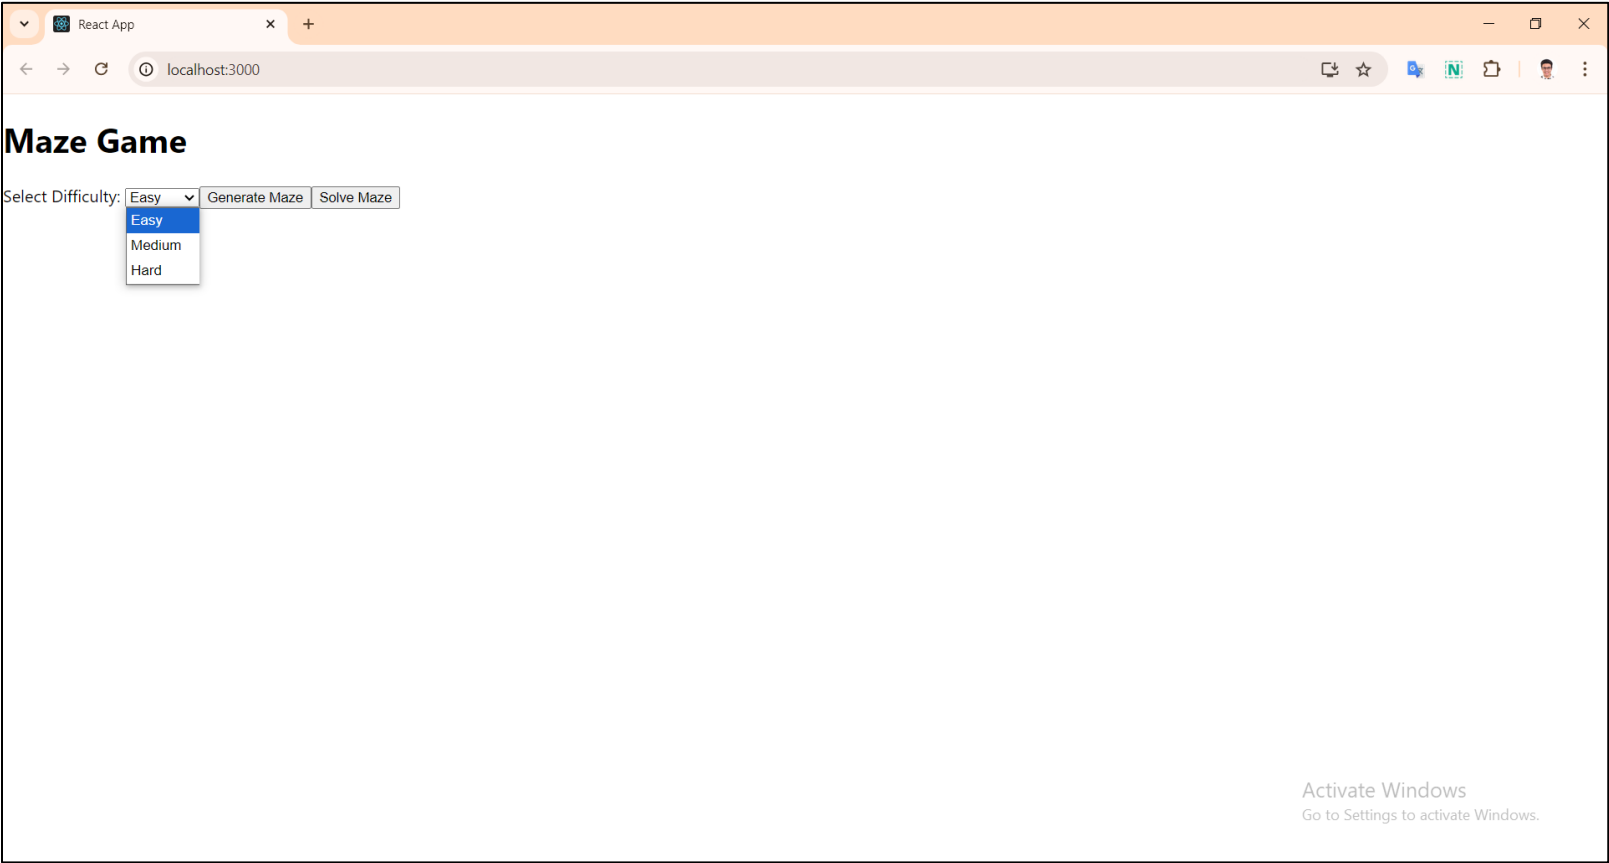 React App
localhost:3000
N
Maze Game
Select Difficulty: Easy Generate Maze Solve Maze
Easy
Medium
Hard
Activate Windows
Go to Settings to activate Windows.